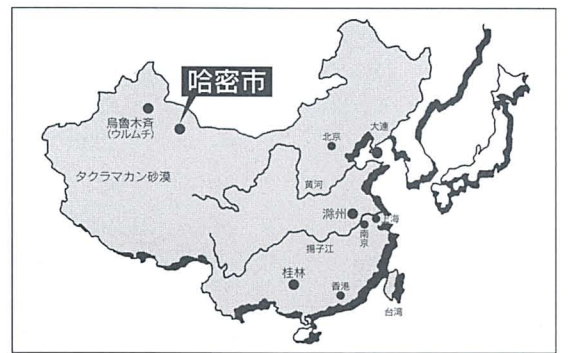 哈密市
烏魯木斉
(ウルムチ)
タクラマカン砂漠
北京
大連
黄河
滁州
上海
南京
揚子江
桂林
香港
台湾